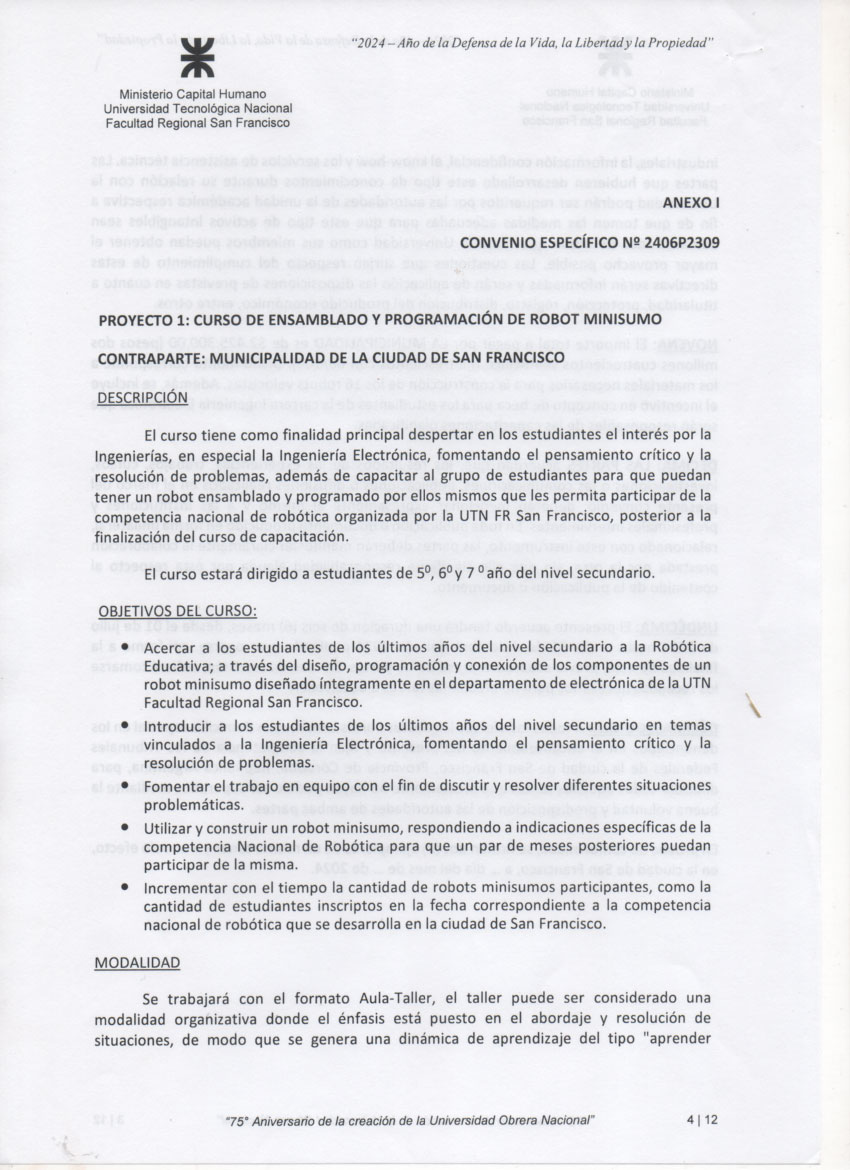 "2024 – Año de la Defensa de la Vida, la Libertad y la Propiedad"
Ministerio Capital Humano
Universidad Tecnológica Nacional
Facultad Regional San Francisco
ANEXO I
CONVENIO ESPECÍFICO Nº 2406P2309
PROYECTO 1: CURSO DE ENSAMBLADO Y PROGRAMACIÓN DE ROBOT MINISUMO
CONTRAPARTE: MUNICIPALIDAD DE LA CIUDAD DE SAN FRANCISCO
DESCRIPCIÓN
El curso tiene como finalidad principal despertar en los estudiantes el interés por la
Ingenierías, en especial la Ingeniería Electrónica, fomentando el pensamiento crítico y la
resolución de problemas, además de capacitar al grupo de estudiantes para que puedan
tener un robot ensamblado y programado por ellos mismos que les permita participar de la
competencia nacional de robótica organizada por la UTN FR San Francisco, posterior a la
finalización del curso de capacitación.
El curso estará dirigido a estudiantes de 5⁰, 6⁰ y 7 ⁰ año del nivel secundario.
OBJETIVOS DEL CURSO:
• Acercar a los estudiantes de los últimos años del nivel secundario a la Robótica
Educativa; a través del diseño, programación y conexión de los componentes de un
robot minisumo diseñado íntegramente en el departamento de electrónica de la UTN
Facultad Regional San Francisco.
• Introducir a los estudiantes de los últimos años del nivel secundario en temas
vinculados a la Ingeniería Electrónica, fomentando el pensamiento crítico y la
resolución de problemas.
• Fomentar el trabajo en equipo con el fin de discutir y resolver diferentes situaciones
problemáticas.
• Utilizar y construir un robot minisumo, respondiendo a indicaciones específicas de la
competencia Nacional de Robótica para que un par de meses posteriores puedan
participar de la misma.
• Incrementar con el tiempo la cantidad de robots minisumos participantes, como la
cantidad de estudiantes inscriptos en la fecha correspondiente a la competencia
nacional de robótica que se desarrolla en la ciudad de San Francisco.
MODALIDAD
Se trabajará con el formato Aula-Taller, el taller puede ser considerado una
modalidad organizativa donde el énfasis está puesto en el abordaje y resolución de
situaciones, de modo que se genera una dinámica de aprendizaje del tipo "aprender
"75° Aniversario de la creación de la Universidad Obrera Nacional"
4 | 12